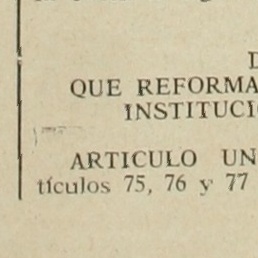 QUE REFORMA
INSTITUCI
ARTICULO UN
tículos 75, 76 y 77